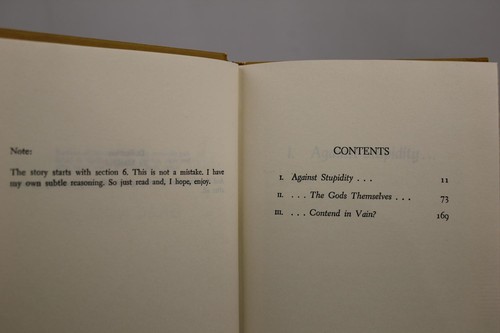 Note:
The story starts with section 6. This is not a mistake. I have
my own subtle reasoning. So just read and, I hope, enjoy.
CONTENTS
I. Against Stupidity . . . 11
II. . . . The Gods Themselves . . . 73
III. . . . Contend in Vain? 169